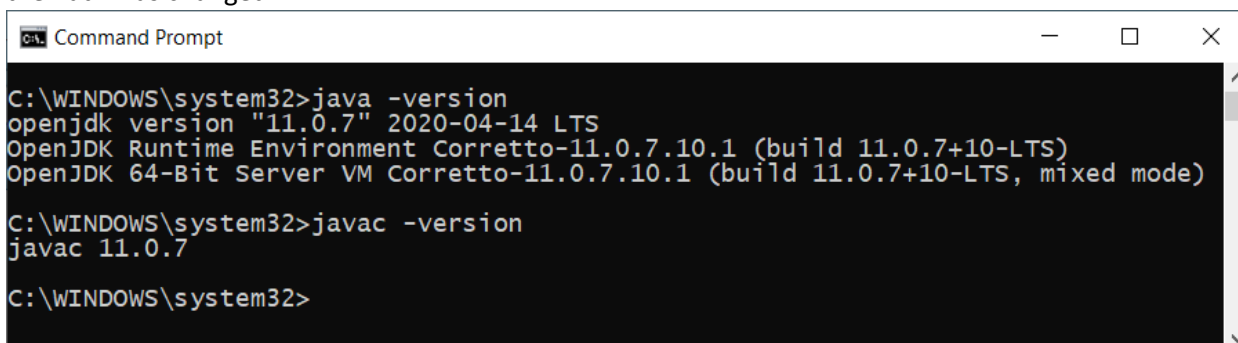 Command Prompt
C:\WINDOWS\system32>java -version
openjdk version "11.0.7" 2020-04-14 LTS
OpenJDK Runtime Environment Corretto-11.0.7.10.1 (build 11.0.7+10-LTS)
OpenJDK 64-Bit Server VM Corretto-11.0.7.10.1 (build 11.0.7+10-LTS, mixed mode)
C:\WINDOWS\system32>javac -version
javac 11.0.7
C:\WINDOWS\system32>